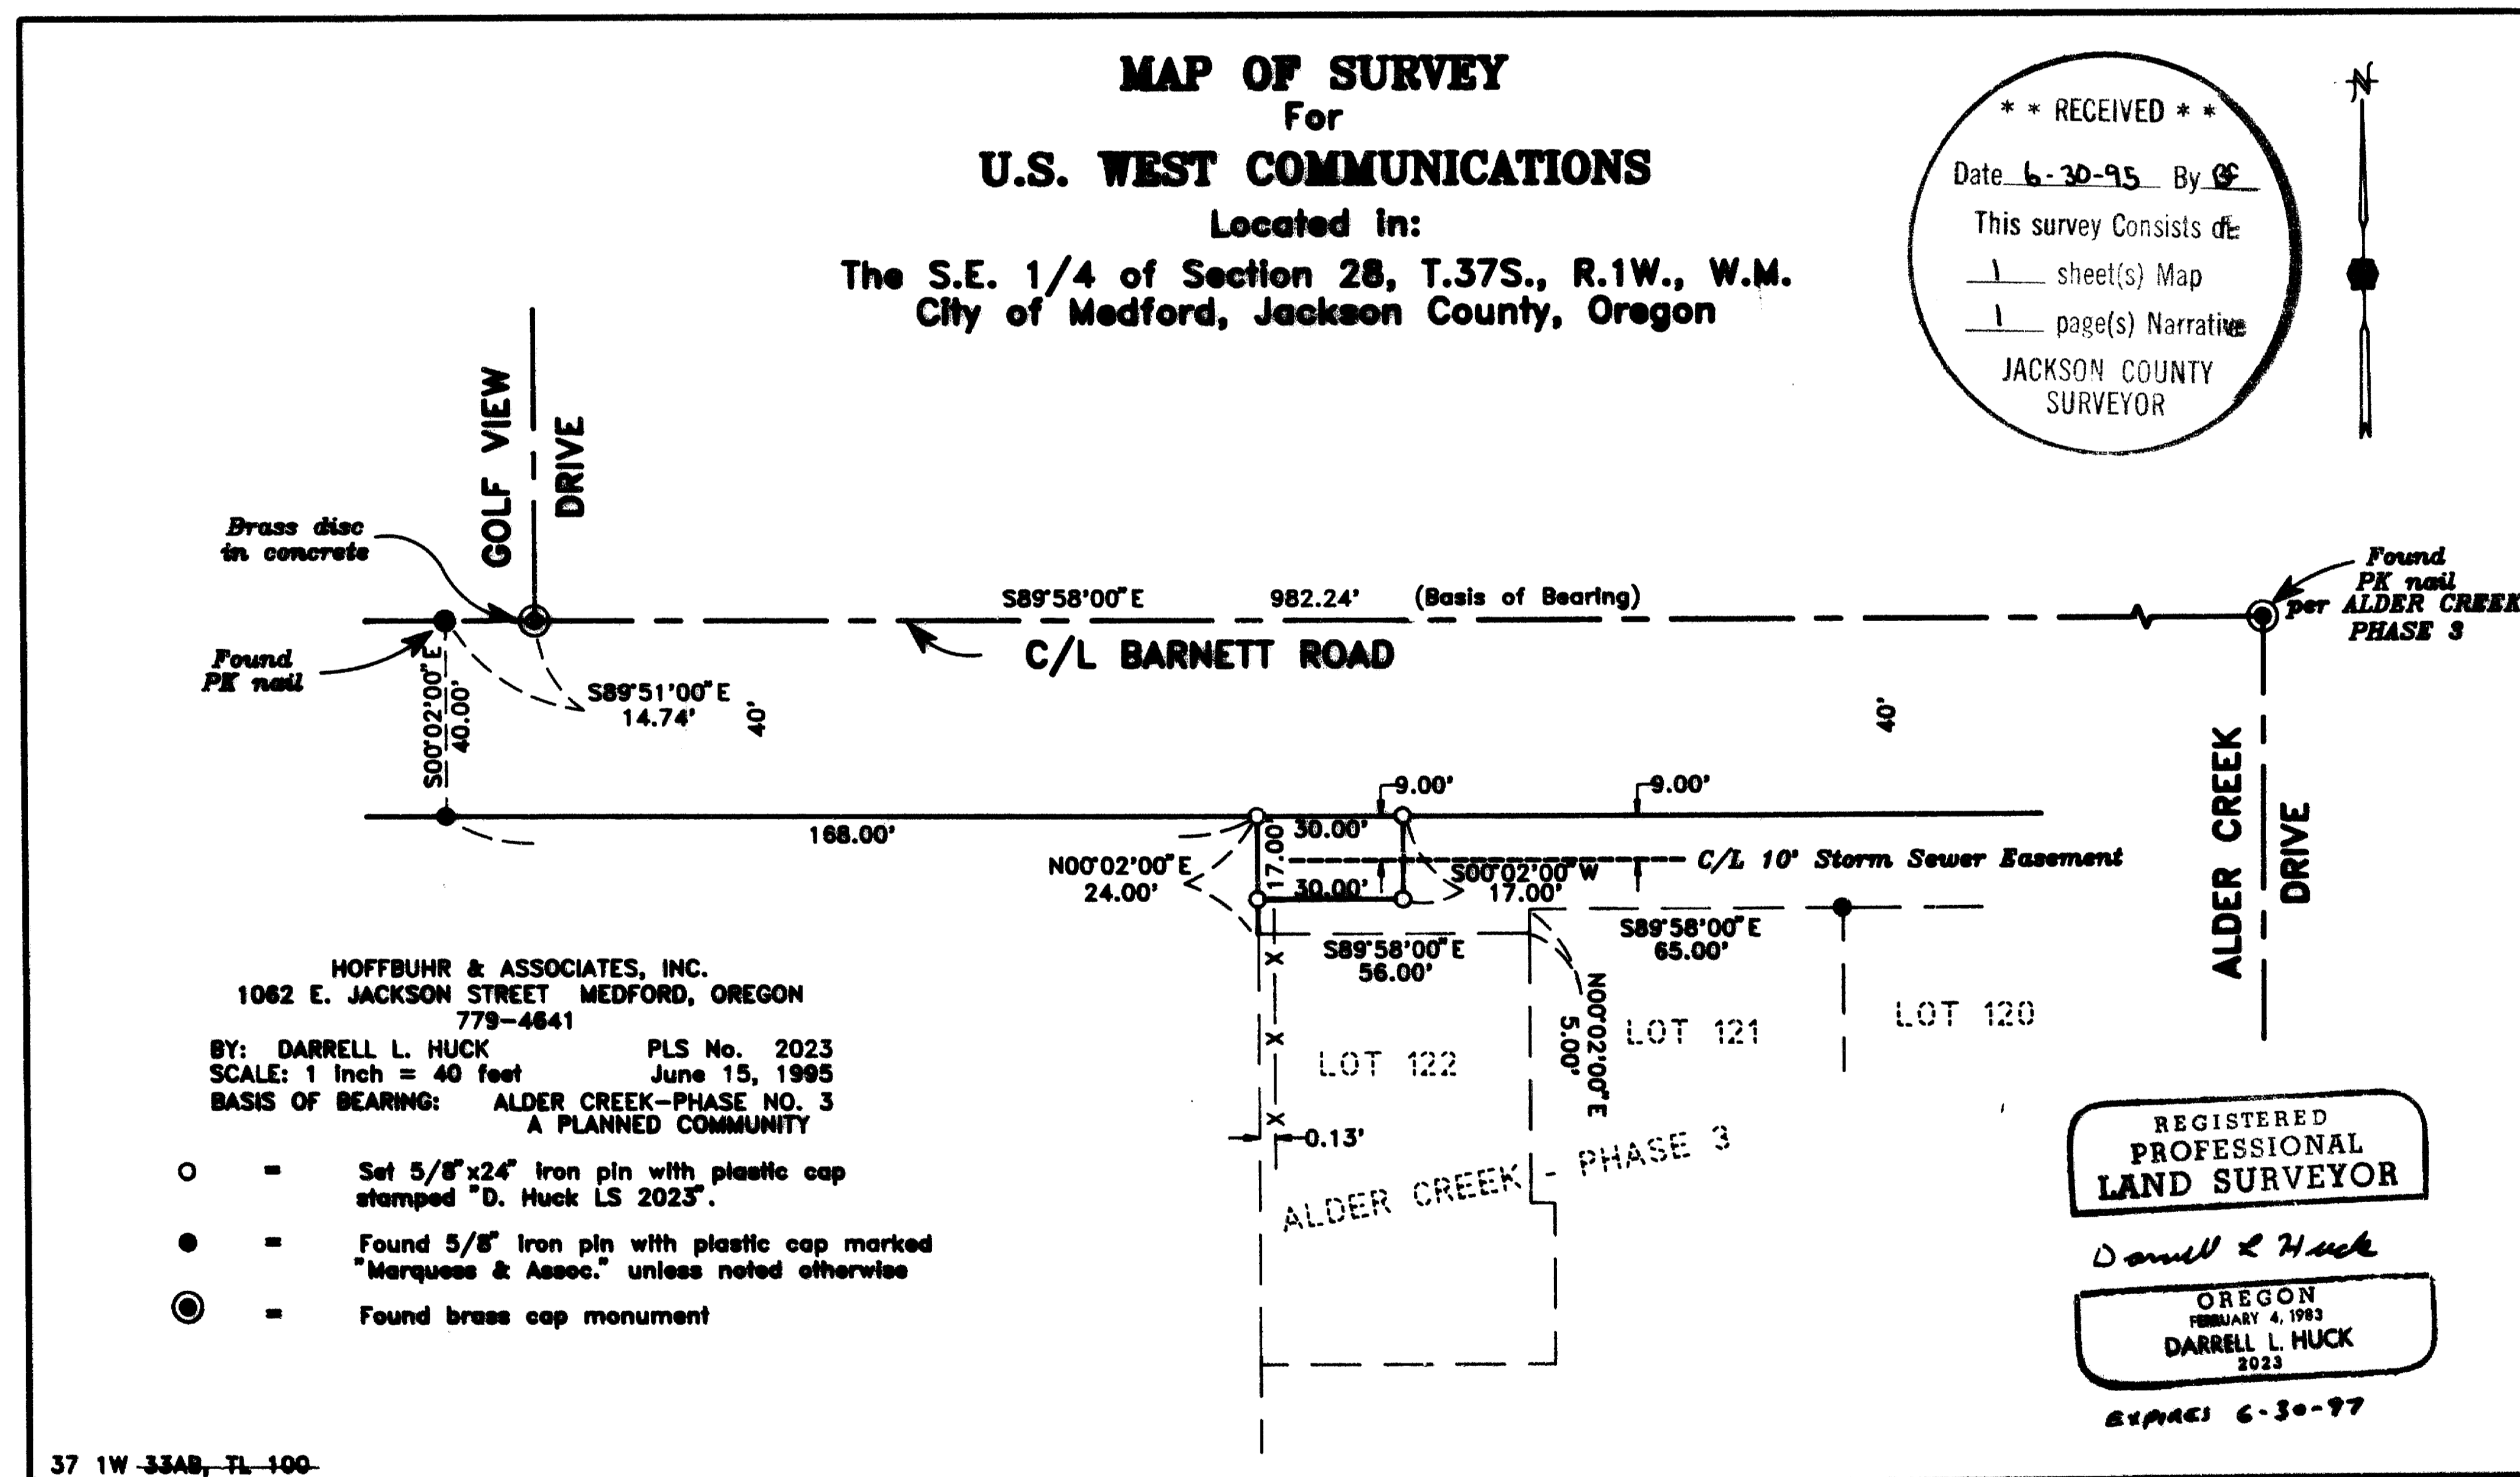 MAP OF SURVEY
For
U.S. WEST COMMUNICATIONS
Located in:
The S.E. 1/4 of Section 28, T.37S., R.1W., W.M.
City of Medford, Jackson County, Oregon
* * RECEIVED * *
Date 6-30-95 By
This survey Consists of:
1 sheet(s) Map
1 page(s) Narrative
JACKSON COUNTY
SURVEYOR
N
GOLF VIEW
DRIVE
Brass disc
in concrete
Found
PK nail
S89°58'00"E 982.24' (Basis of Bearing)
C/L BARNETT ROAD
Found
PK nail
per ALDER CREEK
PHASE 3
S00°02'00"E
40.00'
S89°51'00"E
14.74'
40'
40'
ALDER CREEK
DRIVE
168.00'
9.00'
9.00'
30.00'
17.00'
N00°02'00"E
24.00'
C/L 10' Storm Sewer Easement
30.00'
S00°02'00"W
17.00'
S89°58'00"E
56.00'
S89°58'00"E
65.00'
N00°02'00"E
5.00'
X
X
X
LOT 122
LOT 121
LOT 120
0.13'
ALDER CREEK - PHASE 3
HOFFBUHR & ASSOCIATES, INC.
1062 E. JACKSON STREET MEDFORD, OREGON
779-4641
BY: DARRELL L. HUCK PLS No. 2023
SCALE: 1 inch = 40 feet June 15, 1995
BASIS OF BEARING: ALDER CREEK-PHASE NO. 3
A PLANNED COMMUNITY
= Set 5/8"x24" iron pin with plastic cap
stamped "D. Huck LS 2023".
= Found 5/8" iron pin with plastic cap marked
"Marquess & Assoc." unless noted otherwise
= Found brass cap monument
REGISTERED
PROFESSIONAL
LAND SURVEYOR
Darrell L Huck
OREGON
FEBRUARY 4, 1983
DARRELL L. HUCK
2023
EXPIRES 6-30-97
37 1W 33AB, TL 100